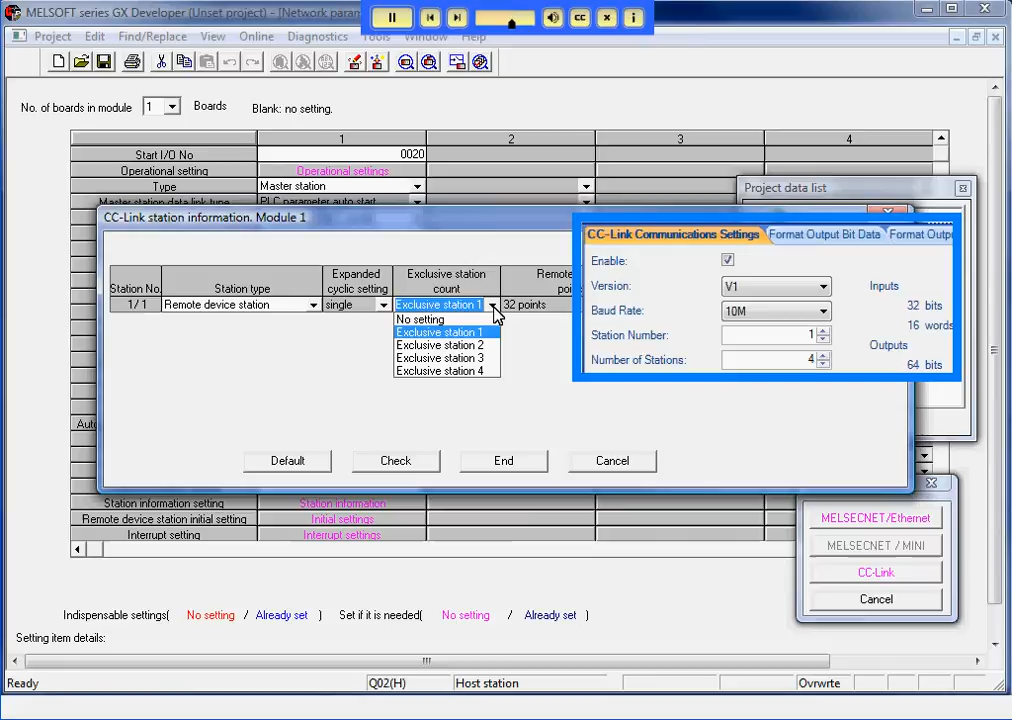 MELSOFT series GX Developer (Unset project) - [Network para
CC
Project Edit Find/Replace View Online Diagnostics Tools Window Help
No. of boards in module 1 Boards Blank: no setting.
1 2 3 4
Start I/O No 0020
Operational setting Operational settings
Type Master station
Master station data link type PLC parameter auto start
Project data list
CC-Link station information. Module 1
CC-Link Communications Settings Format Output Bit Data Format Outp
Enable:
Version: V1 Inputs
Baud Rate: 10M 32 bits
16 words
Station Number: 1
Outputs
Number of Stations: 4
64 bits
Station No. Station type Expanded cyclic setting Exclusive station count Remote poi
1/ 1 Remote device station single Exclusive station 1 32 points
No setting
Exclusive station 1
Exclusive station 2
Exclusive station 3
Exclusive station 4
Auto
Default Check End Cancel
Station information setting Station information
Remote device station initial setting Initial settings
Interrupt setting Interrupt settings
MELSECNET/Ethernet
MELSECNET / MINI
CC-Link
Cancel
Indispensable settings( No setting / Already set ) Set if it is needed( No setting / Already set )
Setting item details:
Ready Q02(H) Host station Ovrwrte